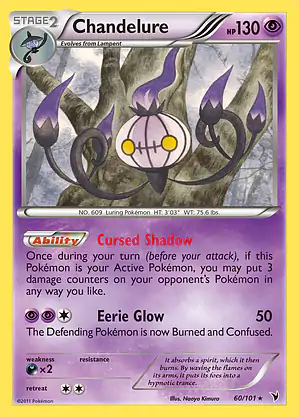 STAGE2 Chandelure HP130
Evolves from Lampent
NO. 609 Luring Pokémon HT: 3'03" WT: 75.6 lbs.
Ability Cursed Shadow
Once during your turn (before your attack), if this
Pokémon is your Active Pokémon, you may put 3
damage counters on your opponent's Pokémon in
any way you like.
Eerie Glow 50
The Defending Pokémon is now Burned and Confused.
weakness resistance
×2
retreat
It absorbs a spirit, which it then
burns. By waving the flames on
its arms, it puts its foes into a
hypnotic trance.
©2011 Pokémon Illus. Naoyo Kimura 60/101 ★